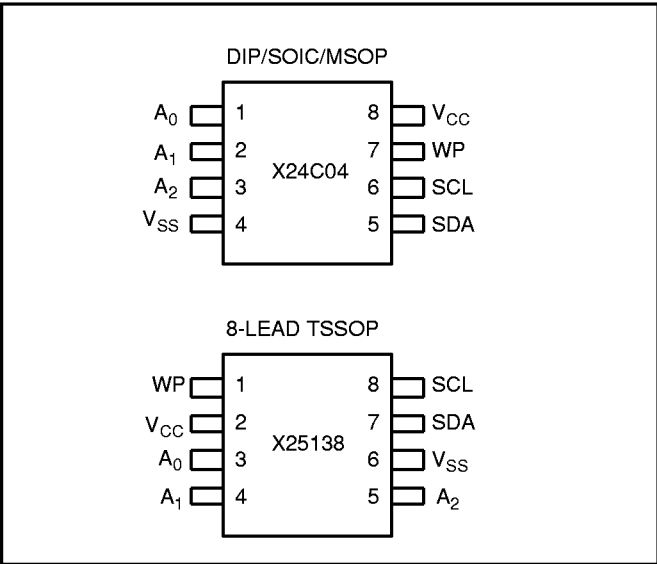 DIP/SOIC/MSOP
A0 1 8 VCC
A1 2 7 WP
X24C04
A2 3 6 SCL
VSS 4 5 SDA
8-LEAD TSSOP
WP 1 8 SCL
VCC 2 7 SDA
X25138
A0 3 6 VSS
A1 4 5 A2